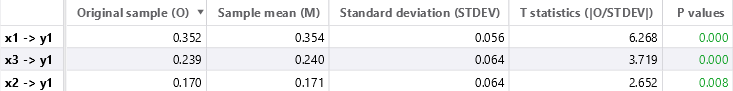 Original sample (O) Sample mean (M) Standard deviation (STDEV) T statistics (|O/STDEV|) P values
x1 -> y1 0.352 0.354 0.056 6.268 0.000
x3 -> y1 0.239 0.240 0.064 3.719 0.000
x2 -> y1 0.170 0.171 0.064 2.652 0.008